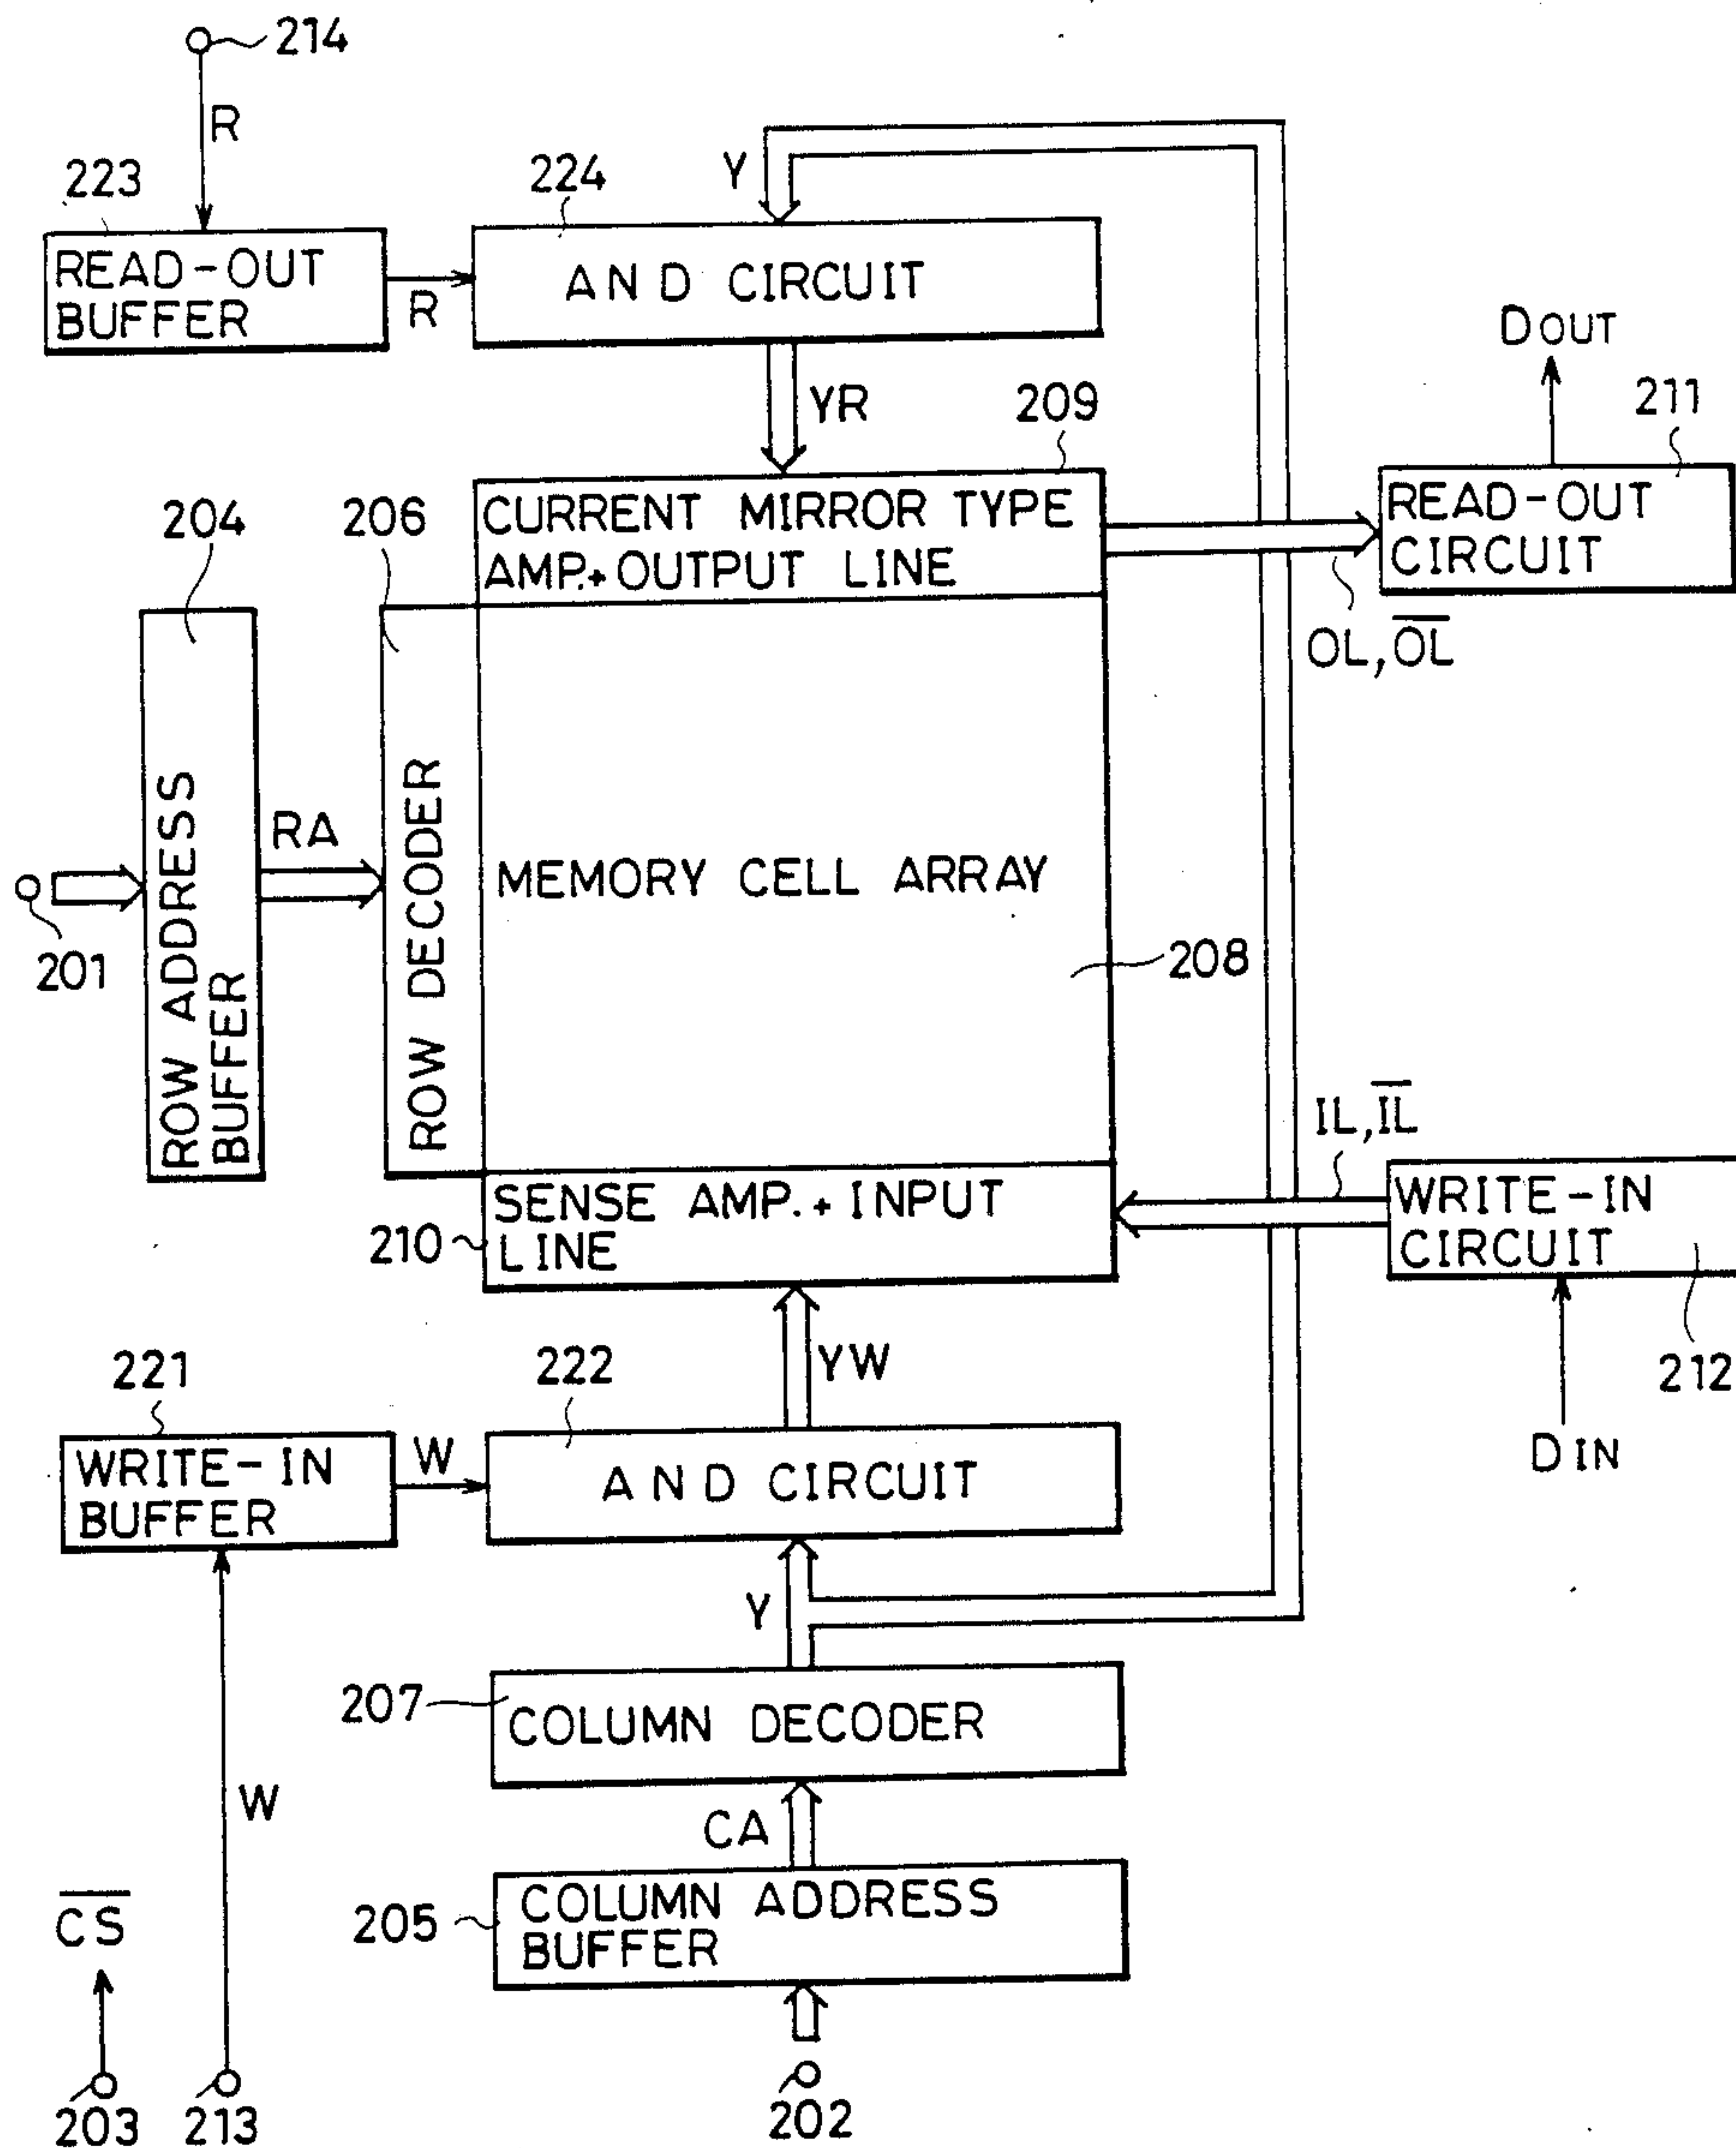 214
R
223
224
Y
READ-OUT
BUFFER
R
AND CIRCUIT
DOUT
YR
209
211
204
206
CURRENT MIRROR TYPE
AMP.+OUTPUT LINE
READ-OUT
CIRCUIT
OL, O̅L̅
ROW ADDRESS
BUFFER
RA
ROW DECODER
MEMORY CELL ARRAY
201
208
IL, I̅L̅
SENSE AMP.+INPUT
LINE
210
WRITE-IN
CIRCUIT
221
222
YW
212
WRITE-IN
BUFFER
W
AND CIRCUIT
DIN
Y
207
COLUMN DECODER
W
CA
C̅S̅
205
COLUMN ADDRESS
BUFFER
203
213
202